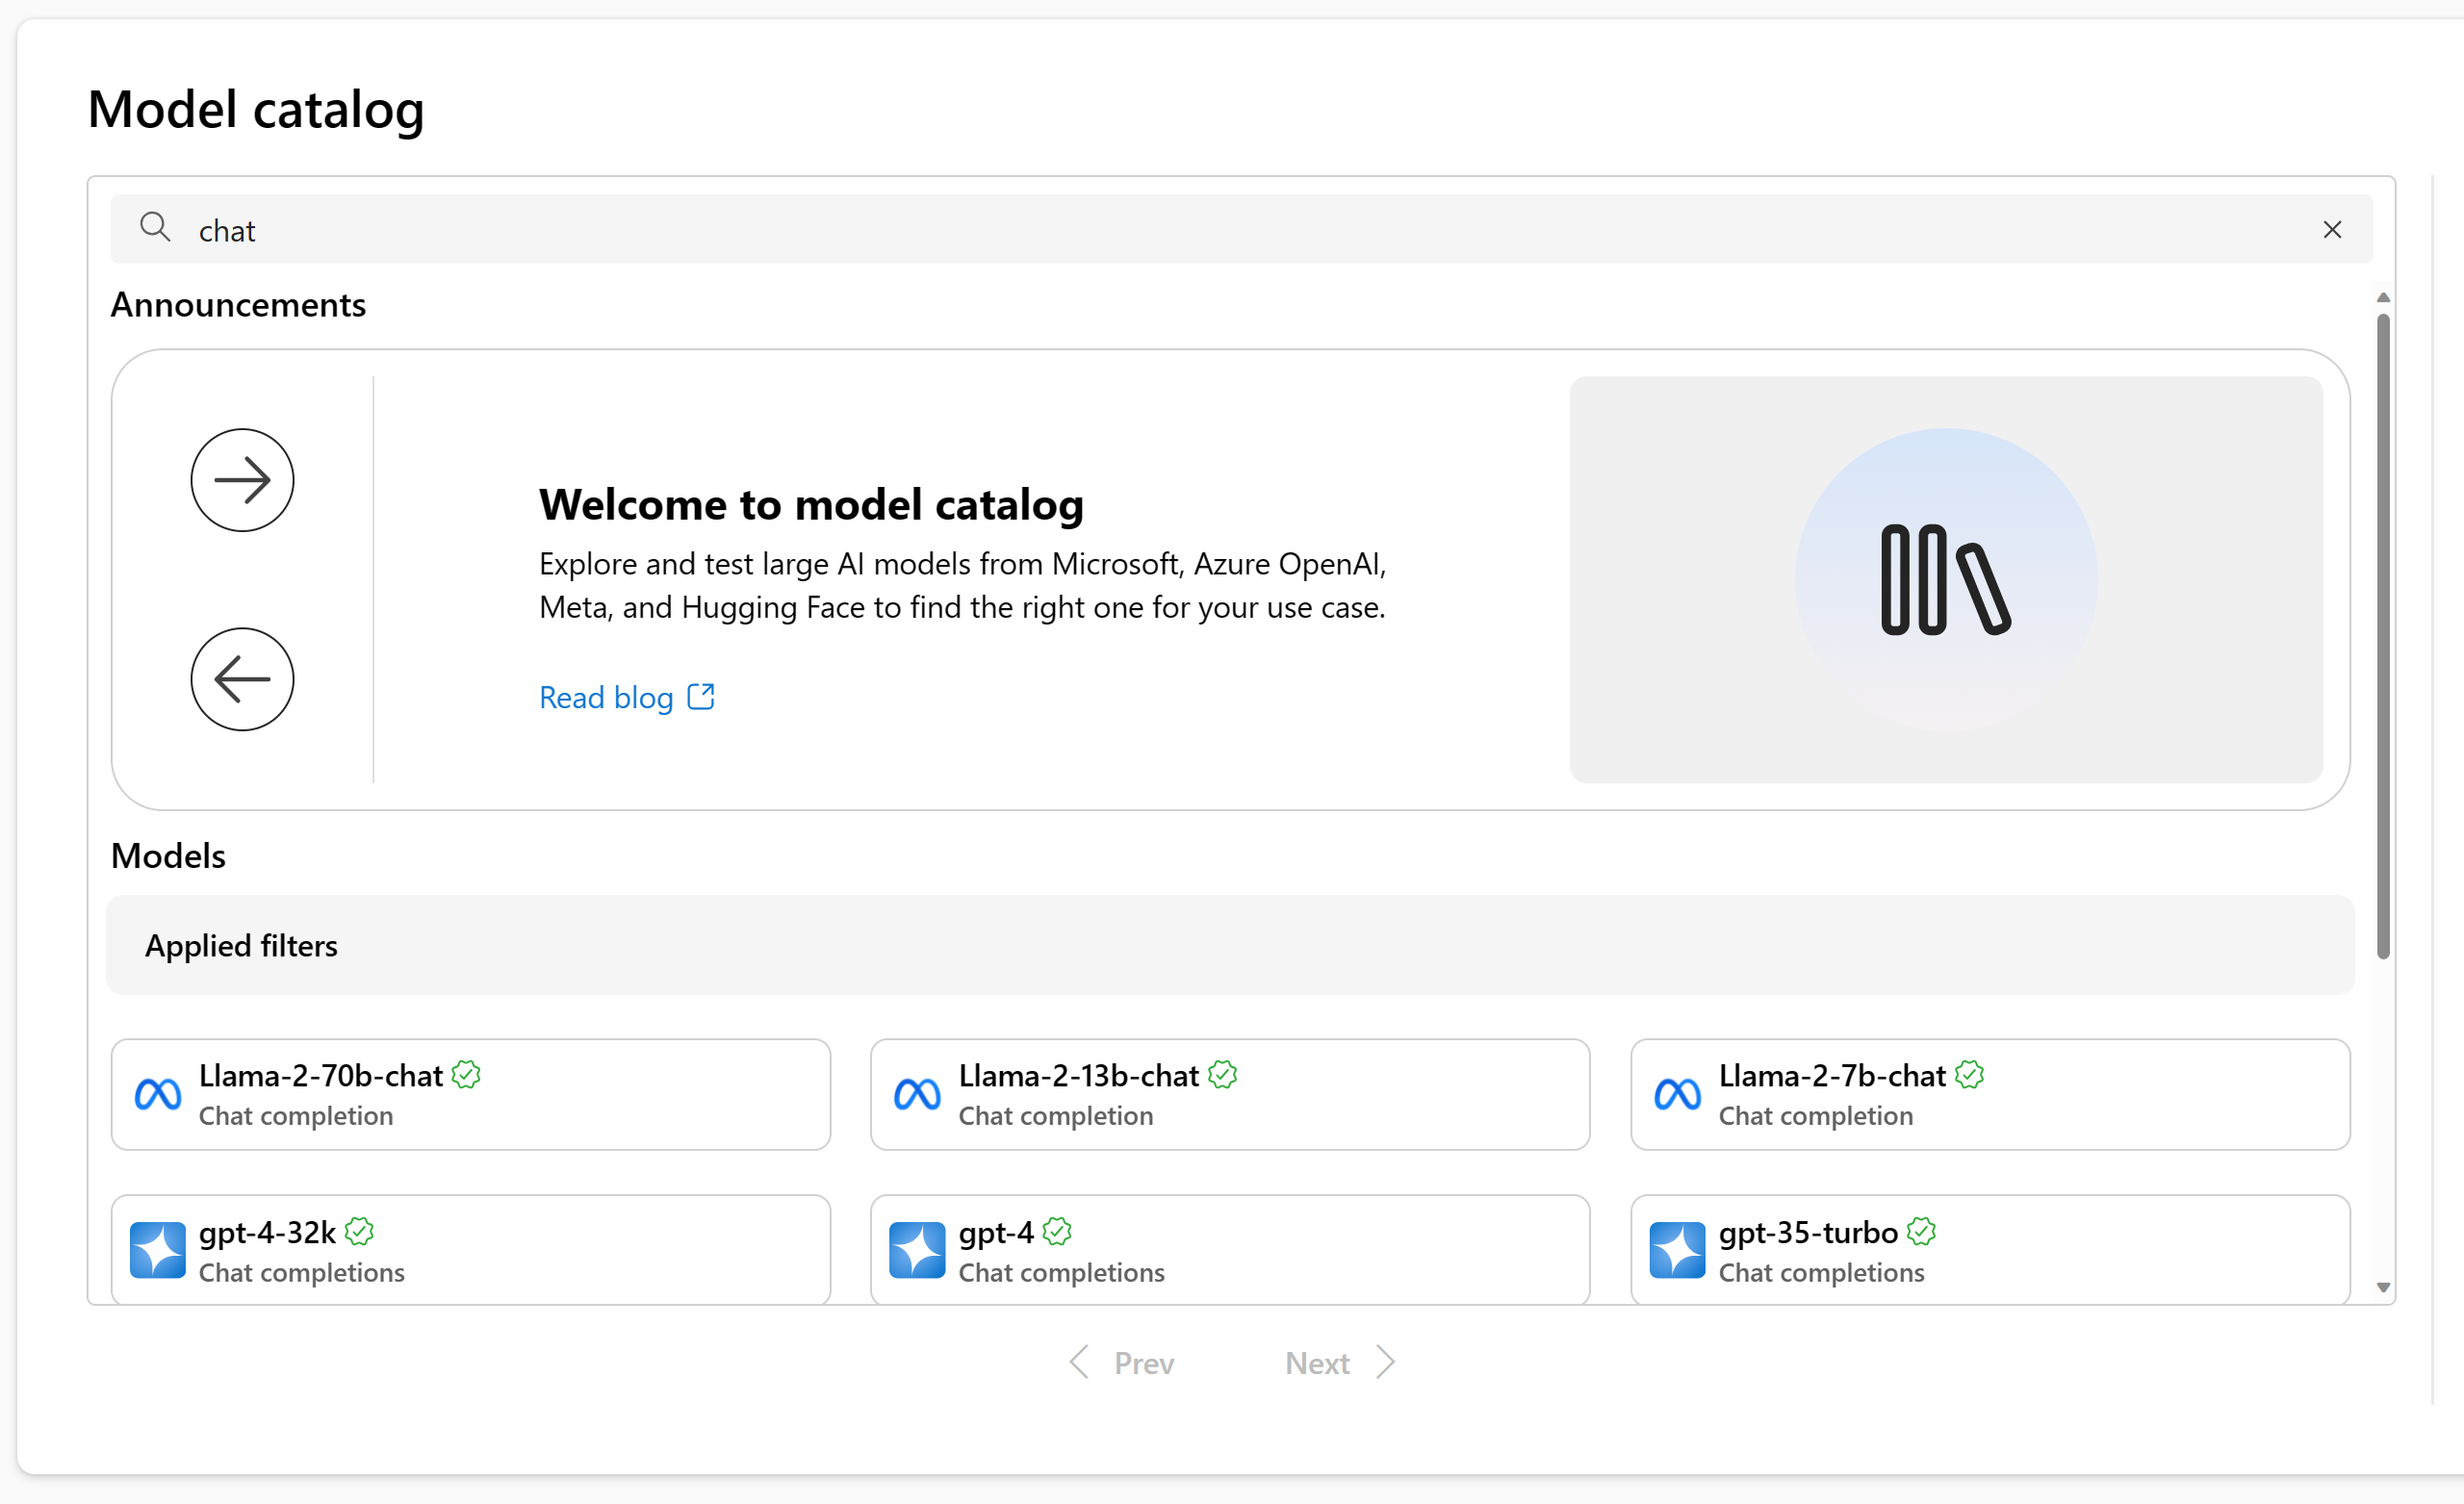 Model catalog
chat
Announcements
Welcome to model catalog
Explore and test large AI models from Microsoft, Azure OpenAI,
Meta, and Hugging Face to find the right one for your use case.
Read blog
Models
Applied filters
Llama-2-70b-chat
Chat completion
Llama-2-13b-chat
Chat completion
Llama-2-7b-chat
Chat completion
gpt-4-32k
Chat completions
gpt-4
Chat completions
gpt-35-turbo
Chat completions
Prev
Next